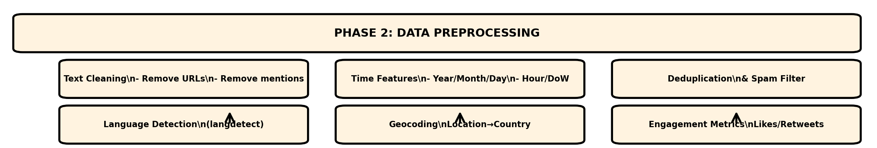 PHASE 2: DATA PREPROCESSING
Text Cleaning\n- Remove URLs\n- Remove mentions
Time Features\n- Year/Month/Day\n- Hour/DoW
Deduplication\n& Spam Filter
Language Detection\n(langdetect)
Geocoding\nLocation→Country
Engagement Metrics\nLikes/Retweets